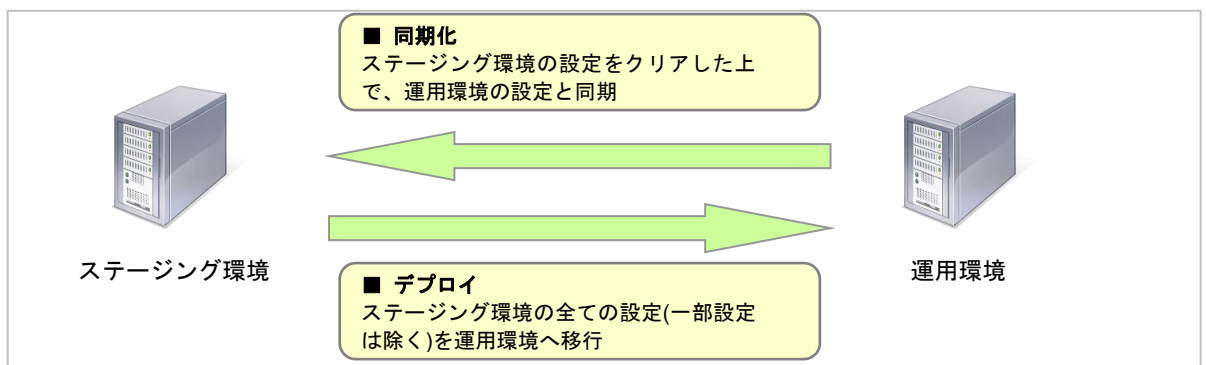 ■ 同期化
ステージング環境の設定をクリアした上
で、運用環境の設定と同期
ステージング環境
運用環境
■ デプロイ
ステージング環境の全ての設定(一部設定
は除く)を運用環境へ移行